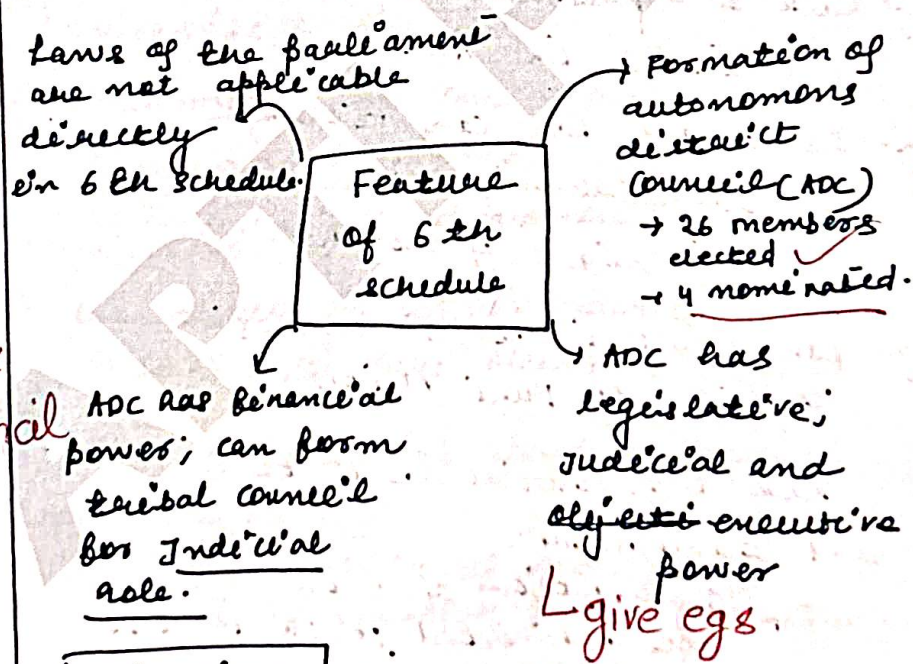 Laws of the parliament
are not applicable
directly
in 6th schedule.
Feature
of 6th
schedule
Formation of
autonomous
district
council (ADC)
→ 26 members
elected
→ 4 nominated.
ADC has financial
power; can form
tribal council
for Judicial
role.
cil
ADC has
legislative,
Judicial and
executive
power
give egs.